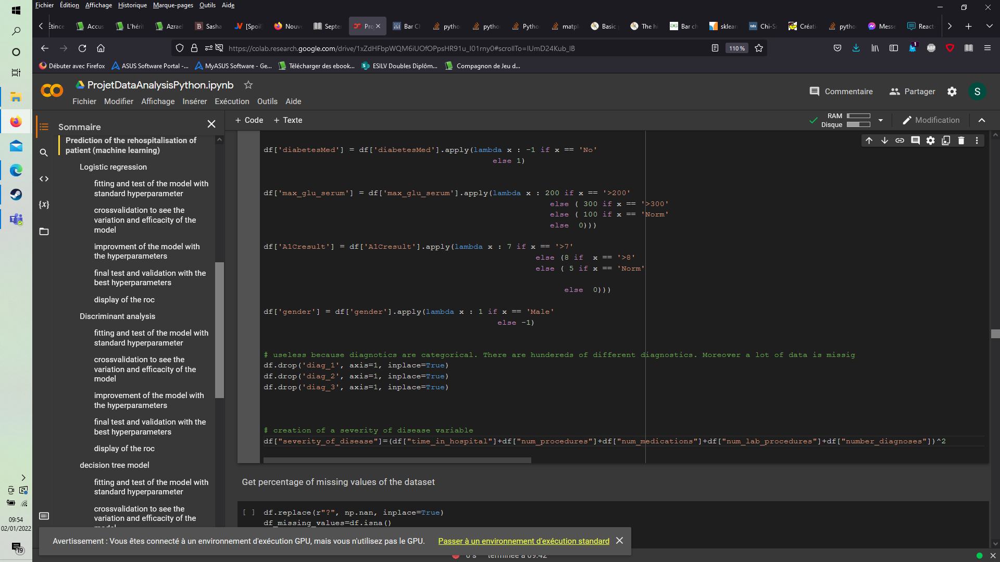 Fichier Édition Affichage Historique Marque-pages Outils Aide
Étince Accus L'héri Azrael Sasha [Spoil Nouv Septe Pro Bar C pytho pytho Pytho matpl Basic The hi Bar ch sklear Chi-S Créati pytho Messe React-
https://colab.research.google.com/drive/1xZdHFbpWQM6iUOfOPpsHR91u_I01rny0#scrollTo=IUmD24Kub_lB 110 % 1 ABP
Débuter avec Firefox ASUS Software Portal -... MyASUS Software - Ge... Télécharger des ebook... ESILV Doubles Diplôm... Compagnon de Jeu d...
ProjetDataAnalysisPython.ipynb
Commentaire Partager S
Fichier Modifier Affichage Insérer Exécution Outils Aide
+ Code + Texte
RAM
Disque
Modification
Sommaire
Prediction of the rehospitalisation of
patient (machine learning)
Logistic regression
fitting and test of the model with
standard hyperparameter
crossvalidation to see the
variation and efficacity of the
model
improvment of the model with
the hyperparameters
final test and validation with the
best hyperparameters
display of the roc
Discriminant analysis
fitting and test of the model with
standard hyperparameter
crossvalidation to see the
variation and efficacity of the
model
improvement of the model with
the hyperparameters
final test and validation with the
best hyperparameters
display of the roc
decision tree model
fitting and test of the model with
standard hyperparameter
crossvalidation to see the
variation and efficacity of the
model
df['diabetesMed'] = df['diabetesMed'].apply(lambda x : -1 if x == 'No'
else 1)
df['max_glu_serum'] = df['max_glu_serum'].apply(lambda x : 200 if x == '>200'
else ( 300 if x == '>300'
else ( 100 if x == 'Norm'
else 0)))
df['A1Cresult'] = df['A1Cresult'].apply(lambda x : 7 if x == '>7'
else (8 if x == '>8'
else ( 5 if x == 'Norm'
else 0)))
df['gender'] = df['gender'].apply(lambda x : 1 if x == 'Male'
else -1)
# useless because diagnotics are categorical. There are hundereds of different diagnostics. Moreover a lot of data is missig
df.drop('diag_1', axis=1, inplace=True)
df.drop('diag_2', axis=1, inplace=True)
df.drop('diag_3', axis=1, inplace=True)
# creation of a severity of disease variable
df["severity_of_disease"]=(df["time_in_hospital"]+df["num_procedures"]+df["num_medications"]+df["num_lab_procedures"]+df["number_diagnoses"])^2
Get percentage of missing values of the dataset
[ ] df.replace(r"?", np.nan, inplace=True)
df_missing_values=df.isna()
Avertissement : Vous êtes connecté à un environnement d'exécution GPU, mais vous n'utilisez pas le GPU. Passer à un environnement d'exécution standard
0 s terminée à 09:42
09:54
02/01/2022
19